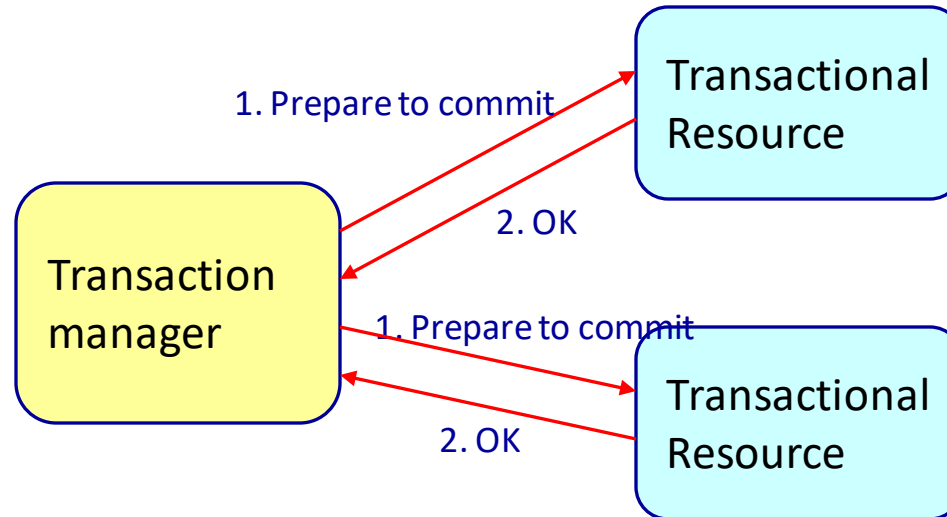 Transactional
Resource
1. Prepare to commit
2. OK
Transaction
manager
1. Prepare to commit
Transactional
Resource
2. OK